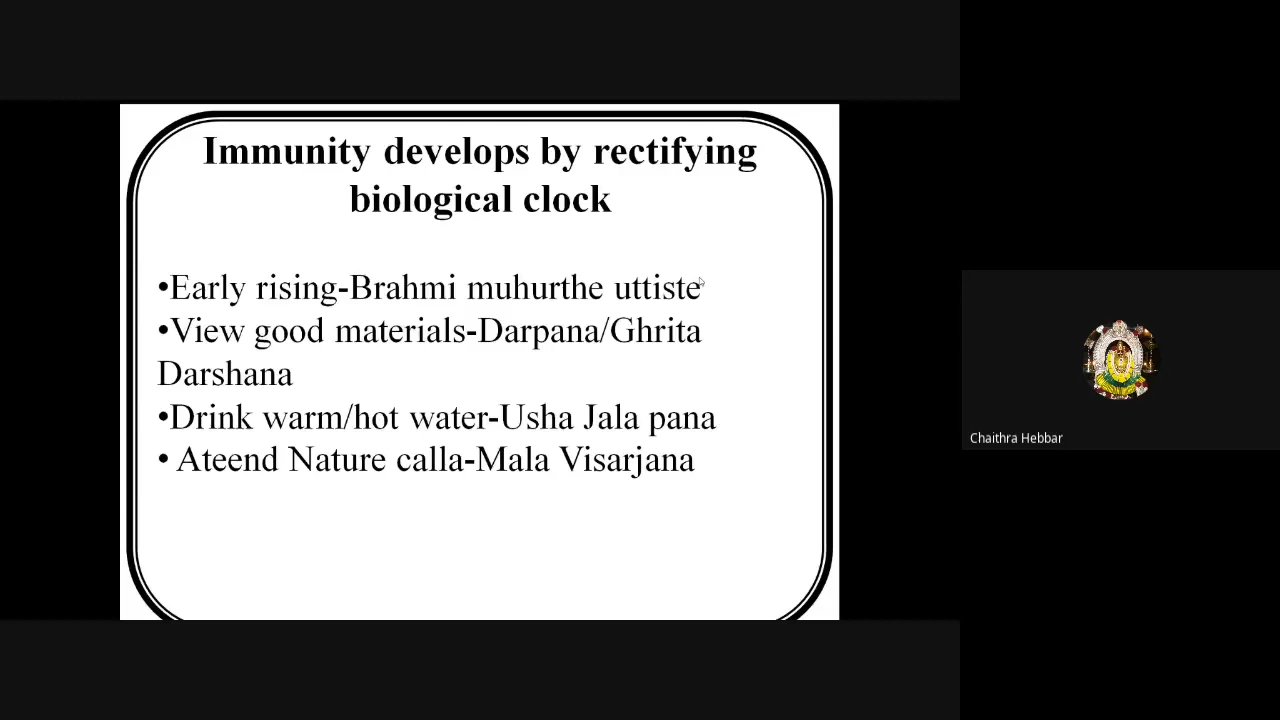 Immunity develops by rectifying
biological clock
•Early rising-Brahmi muhurthe uttiste
•View good materials-Darpana/Ghrita
Darshana
•Drink warm/hot water-Usha Jala pana
• Ateend Nature calla-Mala Visarjana
Chaithra Hebbar